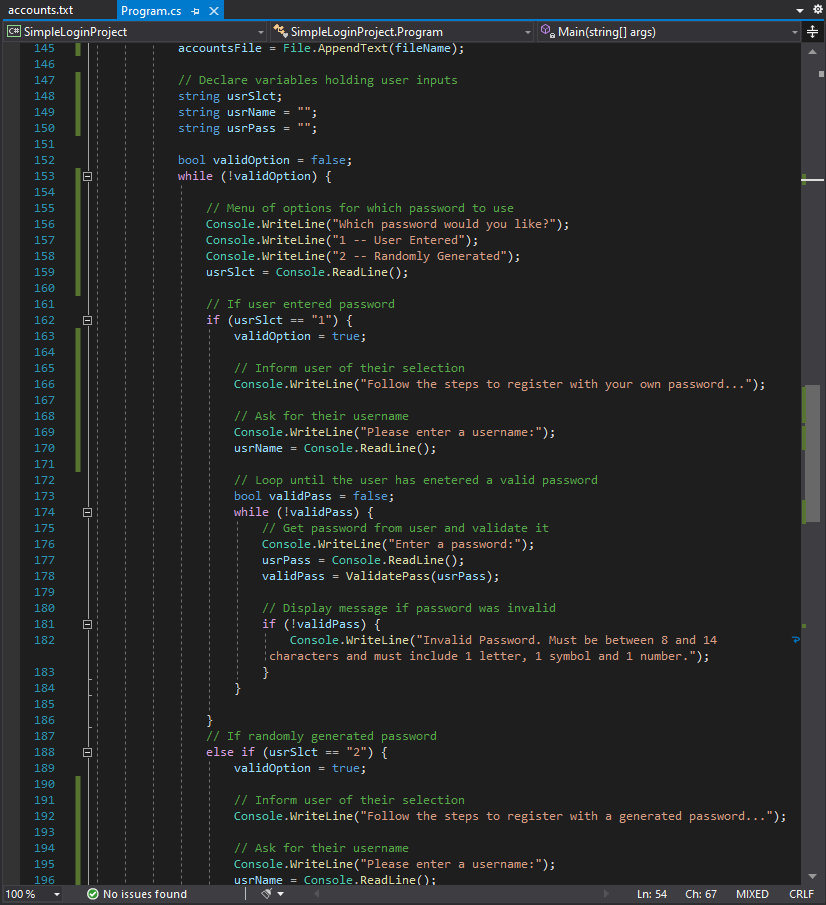 accounts.txt Program.cs
C# SimpleLoginProject SimpleLoginProject.Program Main(string[] args)
145 accountsFile = File.AppendText(fileName);
146
147 // Declare variables holding user inputs
148 string usrSlct;
149 string usrName = "";
150 string usrPass = "";
151
152 bool validOption = false;
153 while (!validOption) {
154
155 // Menu of options for which password to use
156 Console.WriteLine("Which password would you like?");
157 Console.WriteLine("1 -- User Entered");
158 Console.WriteLine("2 -- Randomly Generated");
159 usrSlct = Console.ReadLine();
160
161 // If user entered password
162 if (usrSlct == "1") {
163 validOption = true;
164
165 // Inform user of their selection
166 Console.WriteLine("Follow the steps to register with your own password...");
167
168 // Ask for their username
169 Console.WriteLine("Please enter a username:");
170 usrName = Console.ReadLine();
171
172 // Loop until the user has enetered a valid password
173 bool validPass = false;
174 while (!validPass) {
175 // Get password from user and validate it
176 Console.WriteLine("Enter a password:");
177 usrPass = Console.ReadLine();
178 validPass = ValidatePass(usrPass);
179
180 // Display message if password was invalid
181 if (!validPass) {
182 Console.WriteLine("Invalid Password. Must be between 8 and 14
characters and must include 1 letter, 1 symbol and 1 number.");
183 }
184 }
185
186 }
187 // If randomly generated password
188 else if (usrSlct == "2") {
189 validOption = true;
190
191 // Inform user of their selection
192 Console.WriteLine("Follow the steps to register with a generated password...");
193
194 // Ask for their username
195 Console.WriteLine("Please enter a username:");
196 usrName = Console.ReadLine();
100 % No issues found Ln: 54 Ch: 67 MIXED CRLF